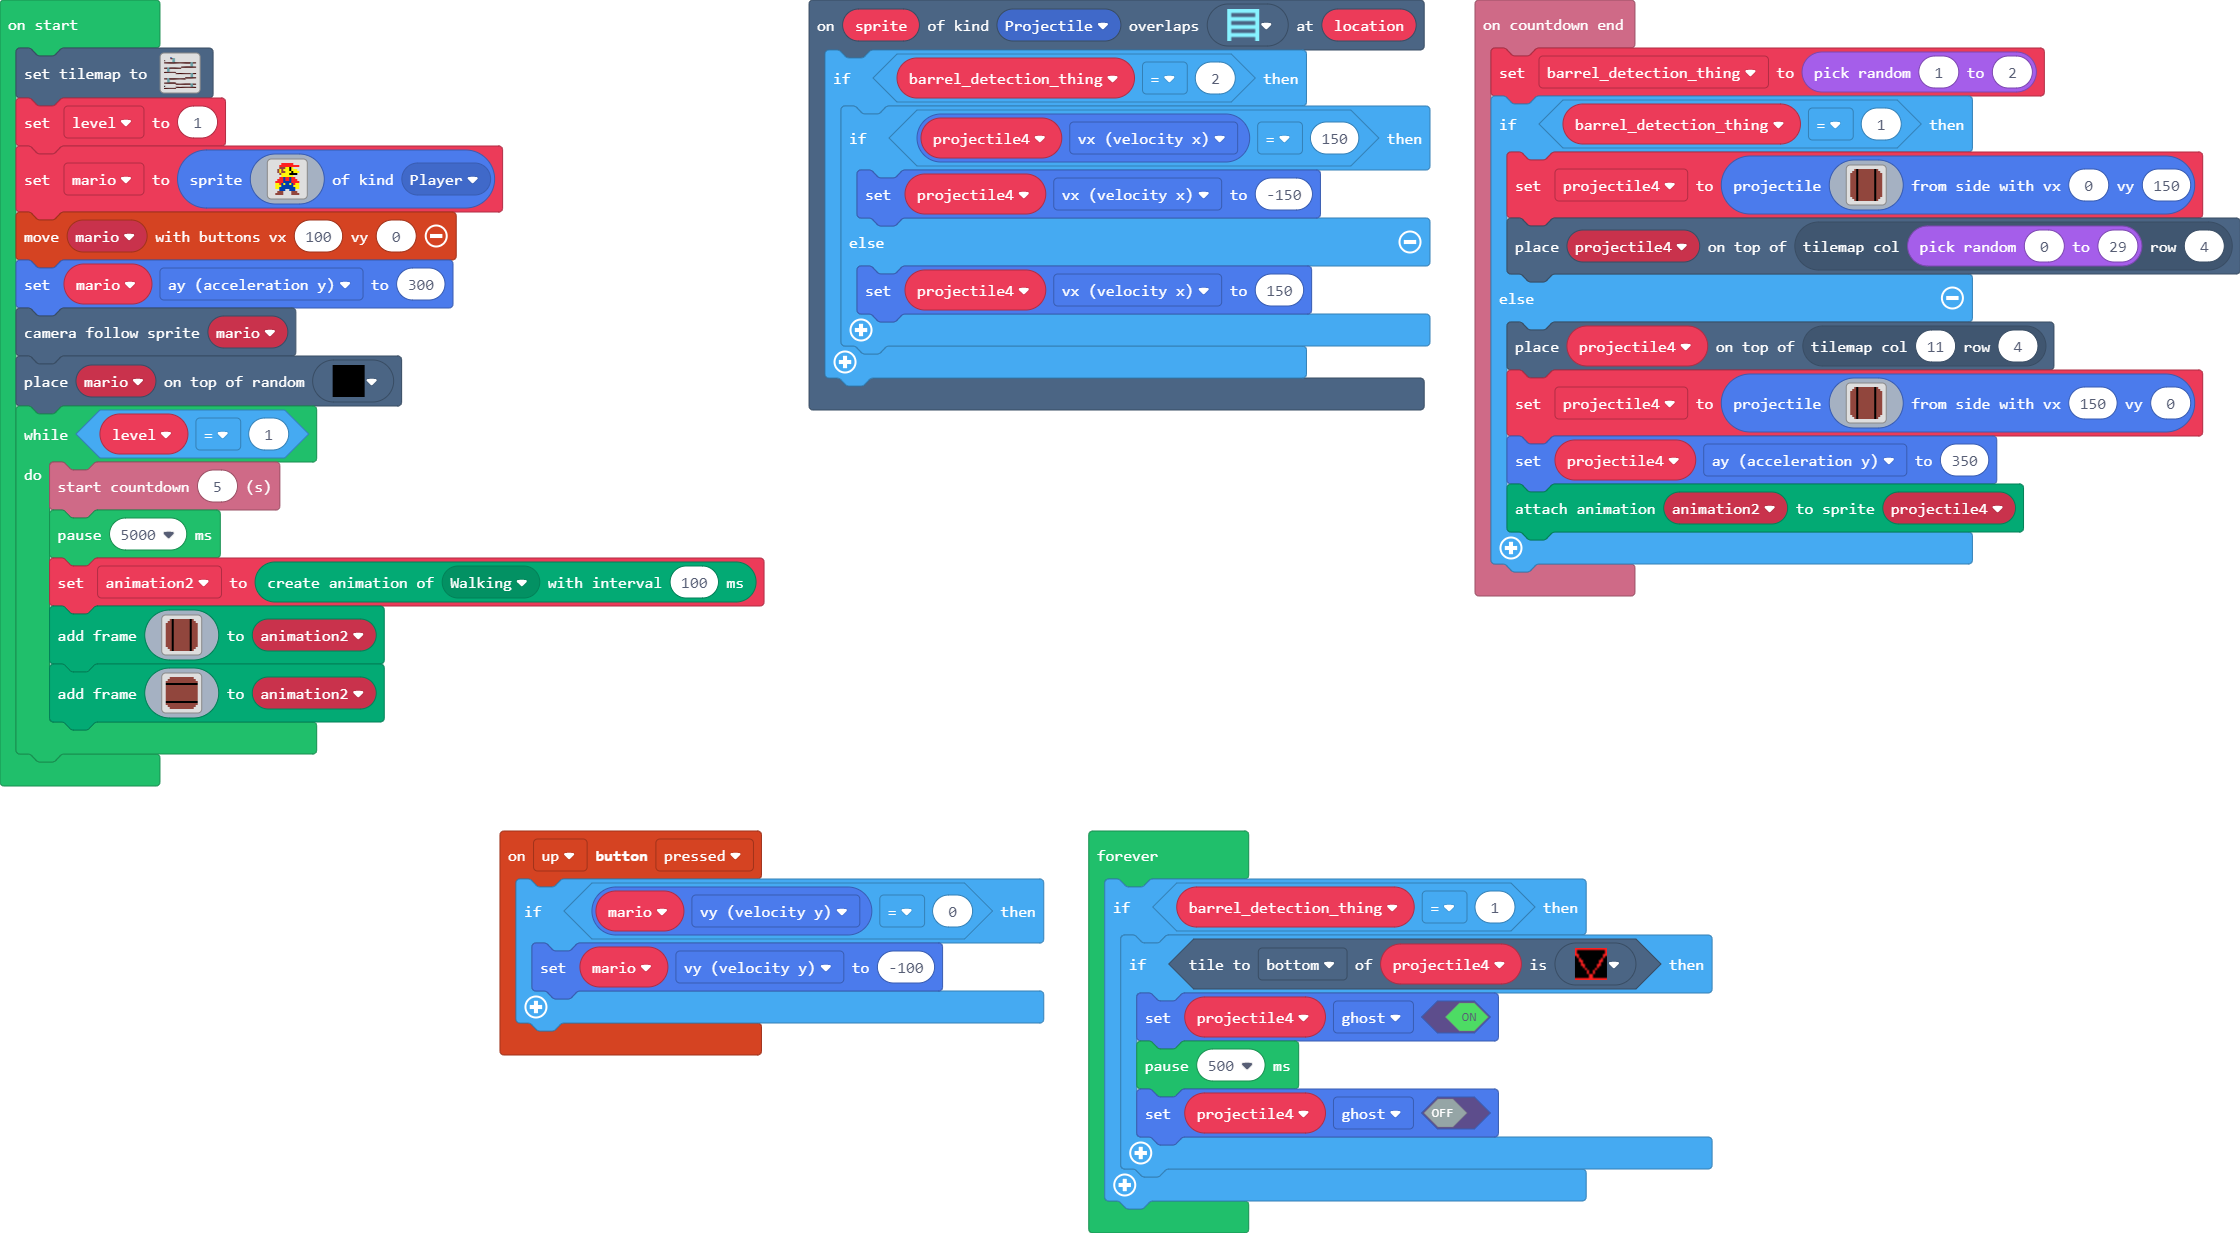 on start
set tilemap to
set level to 1
set mario to sprite of kind Player
move mario with buttons vx 100 vy 0
set mario ay (acceleration y) to 300
camera follow sprite mario
place mario on top of random
while level = 1
do
start countdown 5 (s)
pause 5000 ms
set animation2 to create animation of Walking with interval 100 ms
add frame to animation2
add frame to animation2
on sprite of kind Projectile overlaps at location
if barrel_detection_thing = 2 then
if projectile4 vx (velocity x) = 150 then
set projectile4 vx (velocity x) to -150
else
set projectile4 vx (velocity x) to 150
on countdown end
set barrel_detection_thing to pick random 1 to 2
if barrel_detection_thing = 1 then
set projectile4 to projectile from side with vx 0 vy 150
place projectile4 on top of tilemap col pick random 0 to 29 row 4
else
place projectile4 on top of tilemap col 11 row 4
set projectile4 to projectile from side with vx 150 vy 0
set projectile4 ay (acceleration y) to 350
attach animation animation2 to sprite projectile4
on up button pressed
if mario vy (velocity y) = 0 then
set mario vy (velocity y) to -100
forever
if barrel_detection_thing = 1 then
if tile to bottom of projectile4 is then
set projectile4 ghost ON
pause 500 ms
set projectile4 ghost OFF